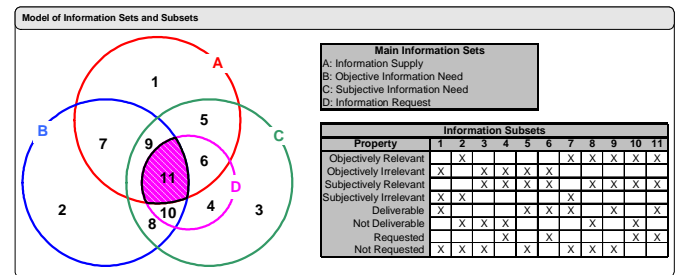 Model of Information Sets and Subsets
A
1
B
C
5
7
9
6
11
D
2
10
4
3
8
Main Information Sets
A: Information Supply
B: Objective Information Need
C: Subjective Information Need
D: Information Request
Information Subsets
Property 1 2 3 4 5 6 7 8 9 10 11
Objectively Relevant X X X X X X
Objectively Irrelevant X X X X X
Subjectively Relevant X X X X X X X X
Subjectively Irrelevant X X X
Deliverable X X X X X X
Not Deliverable X X X X X
Requested X X X X
Not Requested X X X X X X X